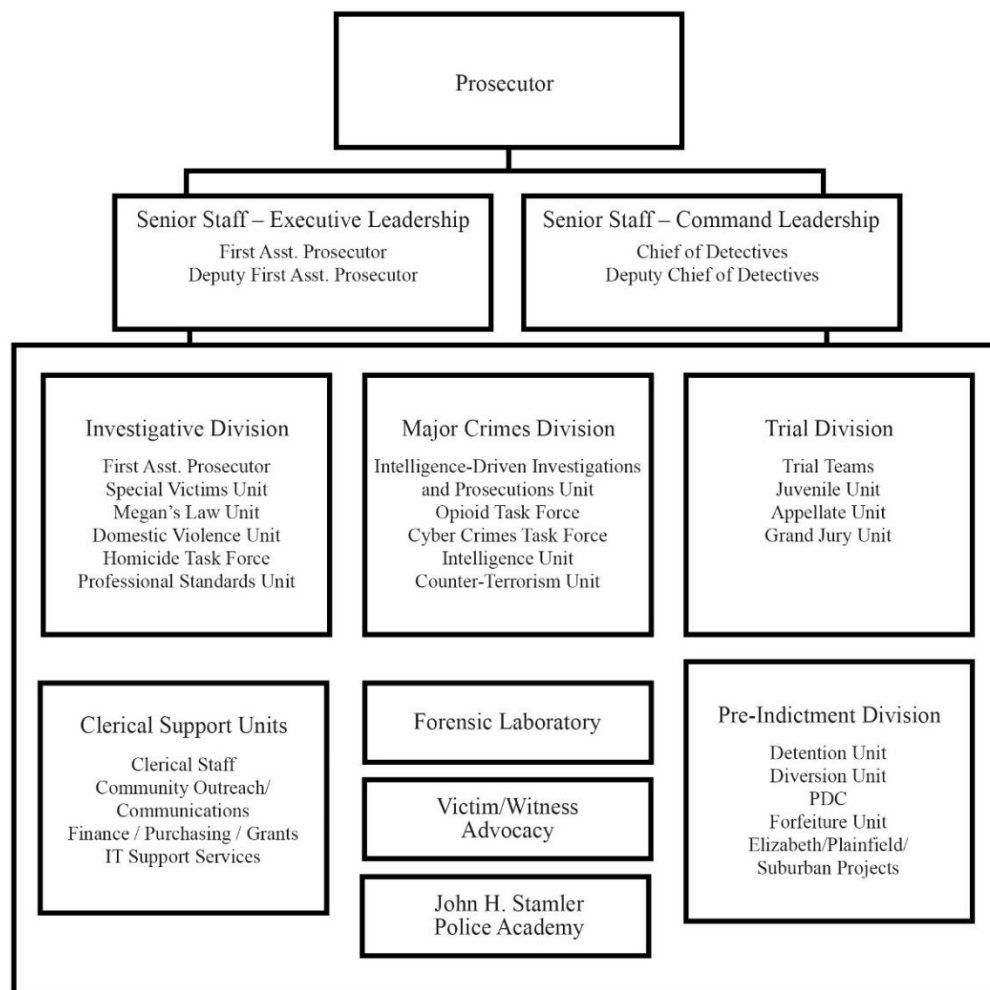 Prosecutor
Senior Staff – Executive Leadership
First Asst. Prosecutor
Deputy First Asst. Prosecutor
Senior Staff – Command Leadership
Chief of Detectives
Deputy Chief of Detectives
Investigative Division
First Asst. Prosecutor
Special Victims Unit
Megan’s Law Unit
Domestic Violence Unit
Homicide Task Force
Professional Standards Unit
Major Crimes Division
Intelligence-Driven Investigations
and Prosecutions Unit
Opioid Task Force
Cyber Crimes Task Force
Intelligence Unit
Counter-Terrorism Unit
Trial Division
Trial Teams
Juvenile Unit
Appellate Unit
Grand Jury Unit
Clerical Support Units
Clerical Staff
Community Outreach/
Communications
Finance / Purchasing / Grants
IT Support Services
Forensic Laboratory
Victim/Witness
Advocacy
John H. Stamler
Police Academy
Pre-Indictment Division
Detention Unit
Diversion Unit
PDC
Forfeiture Unit
Elizabeth/Plainfield/
Suburban Projects